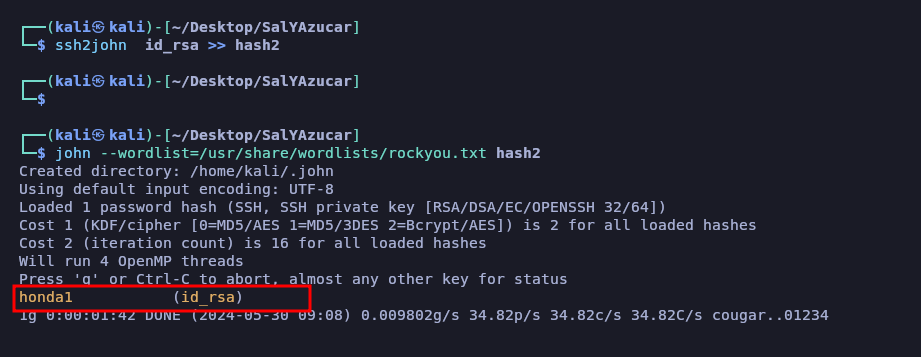 ┌──(kali㉿kali)-[~/Desktop/SalYAzucar]
└─$ ssh2john  id_rsa >> hash2
┌──(kali㉿kali)-[~/Desktop/SalYAzucar]
└─$
┌──(kali㉿kali)-[~/Desktop/SalYAzucar]
└─$ john --wordlist=/usr/share/wordlists/rockyou.txt hash2
Created directory: /home/kali/.john
Using default input encoding: UTF-8
Loaded 1 password hash (SSH, SSH private key [RSA/DSA/EC/OPENSSH 32/64])
Cost 1 (KDF/cipher [0=MD5/AES 1=MD5/3DES 2=Bcrypt/AES]) is 2 for all loaded hashes
Cost 2 (iteration count) is 16 for all loaded hashes
Will run 4 OpenMP threads
Press 'q' or Ctrl-C to abort, almost any other key for status
honda1           (id_rsa)
1g 0:00:01:42 DONE (2024-05-30 09:08) 0.009802g/s 34.82p/s 34.82c/s 34.82C/s cougar..01234